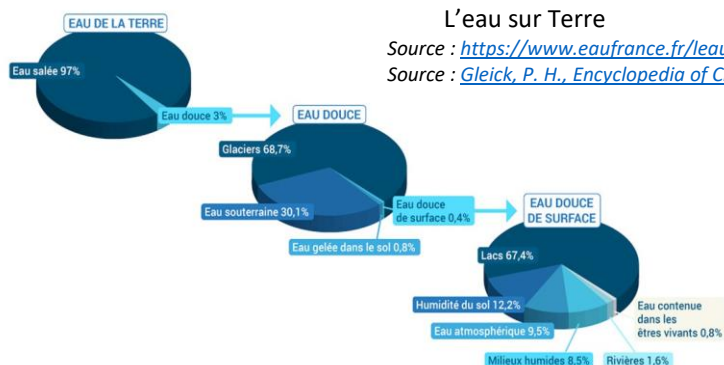 L’eau sur Terre
Source : https://www.eaufrance.fr/leau
Source : Gleick, P. H., Encyclopedia of C
EAU DE LA TERRE
Eau salée 97%
Eau douce 3%
EAU DOUCE
Glaciers 68,7%
Eau souterraine 30,1%
Eau gelée dans le sol 0,8%
Eau douce
de surface 0,4%
EAU DOUCE
DE SURFACE
Lacs 67,4%
Humidité du sol 12,2%
Eau atmosphérique 9,5%
Milieux humides 8.5%
Rivières 1.6%
Eau contenue
dans les
êtres vivants 0,8%